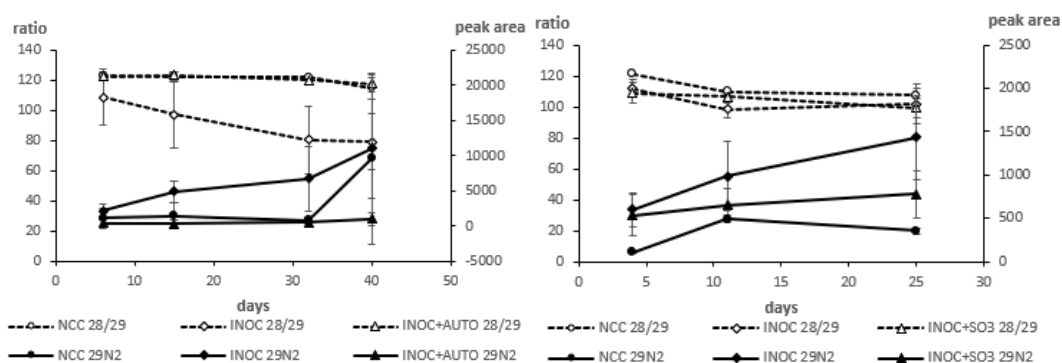 ratio
peak area
140
120
100
80
60
40
20
0
25000
20000
15000
10000
5000
0
-5000
0 10 20 30 40 50
days
NCC 28/29 INOC 28/29 INOC+AUTO 28/29
NCC 29N2 INOC 29N2 INOC+AUTO 29N2
ratio
peak area
140
120
100
80
60
40
20
0
2500
2000
1500
1000
500
0
0 5 10 15 20 25 30
days
NCC 28/29 INOC 28/29 INOC+SO3 28/29
NCC 29N2 INOC 29N2 INOC+SO3 29N2